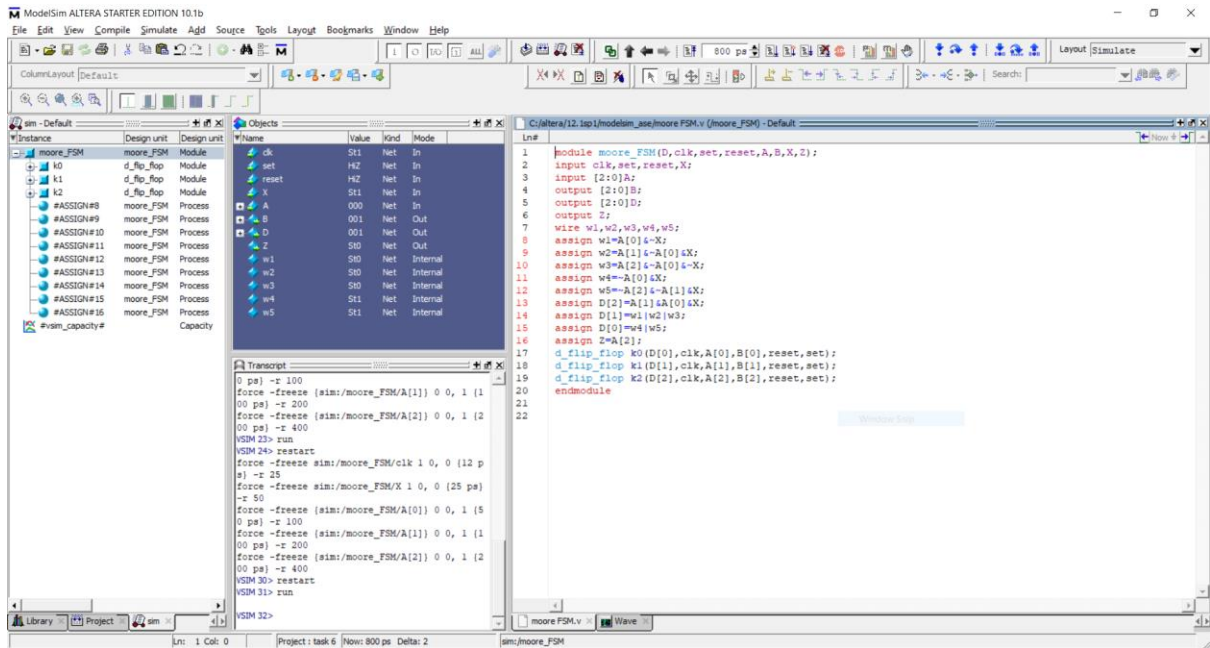 ModelSim ALTERA STARTER EDITION 10.1b
File Edit View Compile Simulate Add Source Tools Layout Bookmarks Window Help
800 ps Layout Simulate
ColumnLayout Default Search:
sim - Default
Instance Design unit Design unit
moore_FSM moore_FSM Module
k0 d_flip_flop Module
k1 d_flip_flop Module
k2 d_flip_flop Module
#ASSIGN#8 moore_FSM Process
#ASSIGN#9 moore_FSM Process
#ASSIGN#10 moore_FSM Process
#ASSIGN#11 moore_FSM Process
#ASSIGN#12 moore_FSM Process
#ASSIGN#13 moore_FSM Process
#ASSIGN#14 moore_FSM Process
#ASSIGN#15 moore_FSM Process
#ASSIGN#16 moore_FSM Process
#vsim_capacity# Capacity
Library Project sim
Objects
Name Value Kind Mode
clk St1 Net In
set HiZ Net In
reset HiZ Net In
X St1 Net In
A 000 Net In
B 001 Net Out
D 001 Net Out
Z St0 Net Out
w1 St0 Net Internal
w2 St0 Net Internal
w3 St0 Net Internal
w4 St1 Net Internal
w5 St1 Net Internal
Transcript
0 ps} -r 100
force -freeze {sim:/moore_FSM/A[1]} 0 0, 1 {1
00 ps} -r 200
force -freeze {sim:/moore_FSM/A[2]} 0 0, 1 {2
00 ps} -r 400
VSIM 23> run
VSIM 24> restart
force -freeze sim:/moore_FSM/clk 1 0, 0 {12 p
s} -r 25
force -freeze sim:/moore_FSM/X 1 0, 0 {25 ps}
-r 50
force -freeze {sim:/moore_FSM/A[0]} 0 0, 1 {5
0 ps} -r 100
force -freeze {sim:/moore_FSM/A[1]} 0 0, 1 {1
00 ps} -r 200
force -freeze {sim:/moore_FSM/A[2]} 0 0, 1 {2
00 ps} -r 400
VSIM 30> restart
VSIM 31> run
VSIM 32>
C:/altera/12.1sp1/modelsim_ase/moore FSM.v (/moore_FSM) - Default
Ln# Now
1 module moore_FSM(D,clk,set,reset,A,B,X,Z);
2 input clk,set,reset,X;
3 input [2:0]A;
4 output [2:0]B;
5 output [2:0]D;
6 output Z;
7 wire w1,w2,w3,w4,w5;
8 assign w1=A[0]&~X;
9 assign w2=A[1]&~A[0]&X;
10 assign w3=A[2]&~A[0]&~X;
11 assign w4=~A[0]&X;
12 assign w5=~A[2]&~A[1]&X;
13 assign D[2]=A[1]&A[0]&X;
14 assign D[1]=w1|w2|w3;
15 assign D[0]=w4|w5;
16 assign Z=A[2];
17 d_flip_flop k0(D[0],clk,A[0],B[0],reset,set);
18 d_flip_flop k1(D[1],clk,A[1],B[1],reset,set);
19 d_flip_flop k2(D[2],clk,A[2],B[2],reset,set);
20 endmodule
21
22
moore FSM.v Wave
Ln: 1 Col: 0 Project : task 6 Now: 800 ps Delta: 2 sim:/moore_FSM